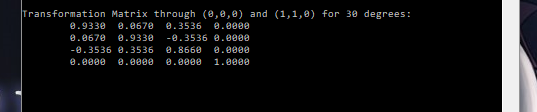 Transformation Matrix through (0,0,0) and (1,1,0) for 30 degrees:
0.9330 0.0670 0.3536 0.0000
0.0670 0.9330 -0.3536 0.0000
-0.3536 0.3536 0.8660 0.0000
0.0000 0.0000 0.0000 1.0000